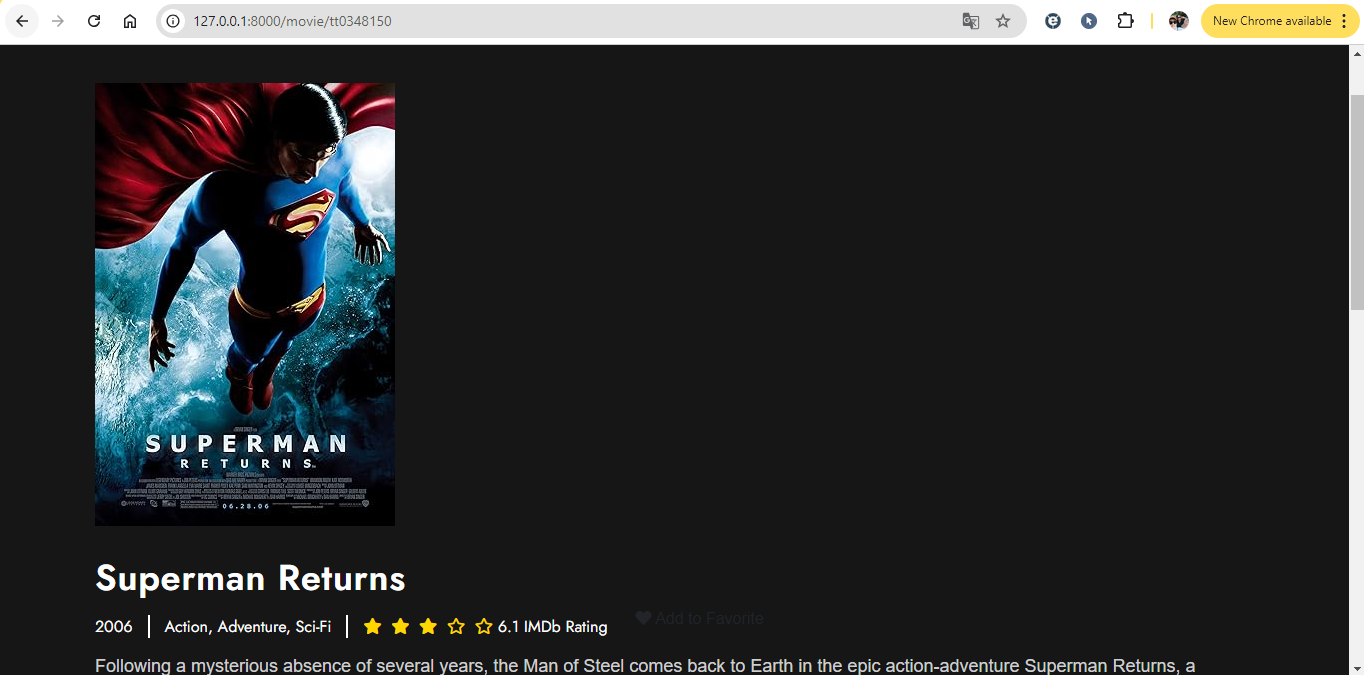 127.0.0.1:8000/movie/tt0348150
New Chrome available
S
SUPERMAN
RETURNS
06.28.06
Superman Returns
2006
Action, Adventure, Sci-Fi
6.1 IMDb Rating
Add to Favorite
Following a mysterious absence of several years, the Man of Steel comes back to Earth in the epic action-adventure Superman Returns, a